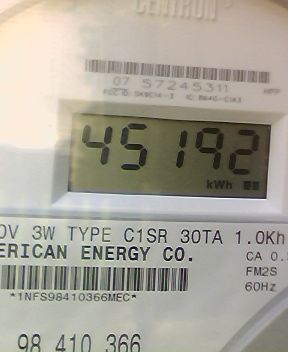 CENTRON
07 57245311
45192
kWh
0V 3W TYPE C1SR 30TA 1.0Kh
ERICAN ENERGY CO.
CA 0.
FM2S
*1NFS98410366MEC*
60Hz
98 410 366